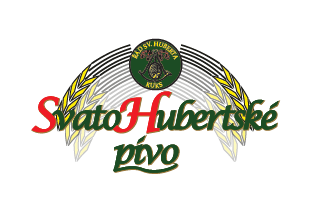 ŘÁD SV. HUBERTA
KUKS
SvatoHubertské
pivo